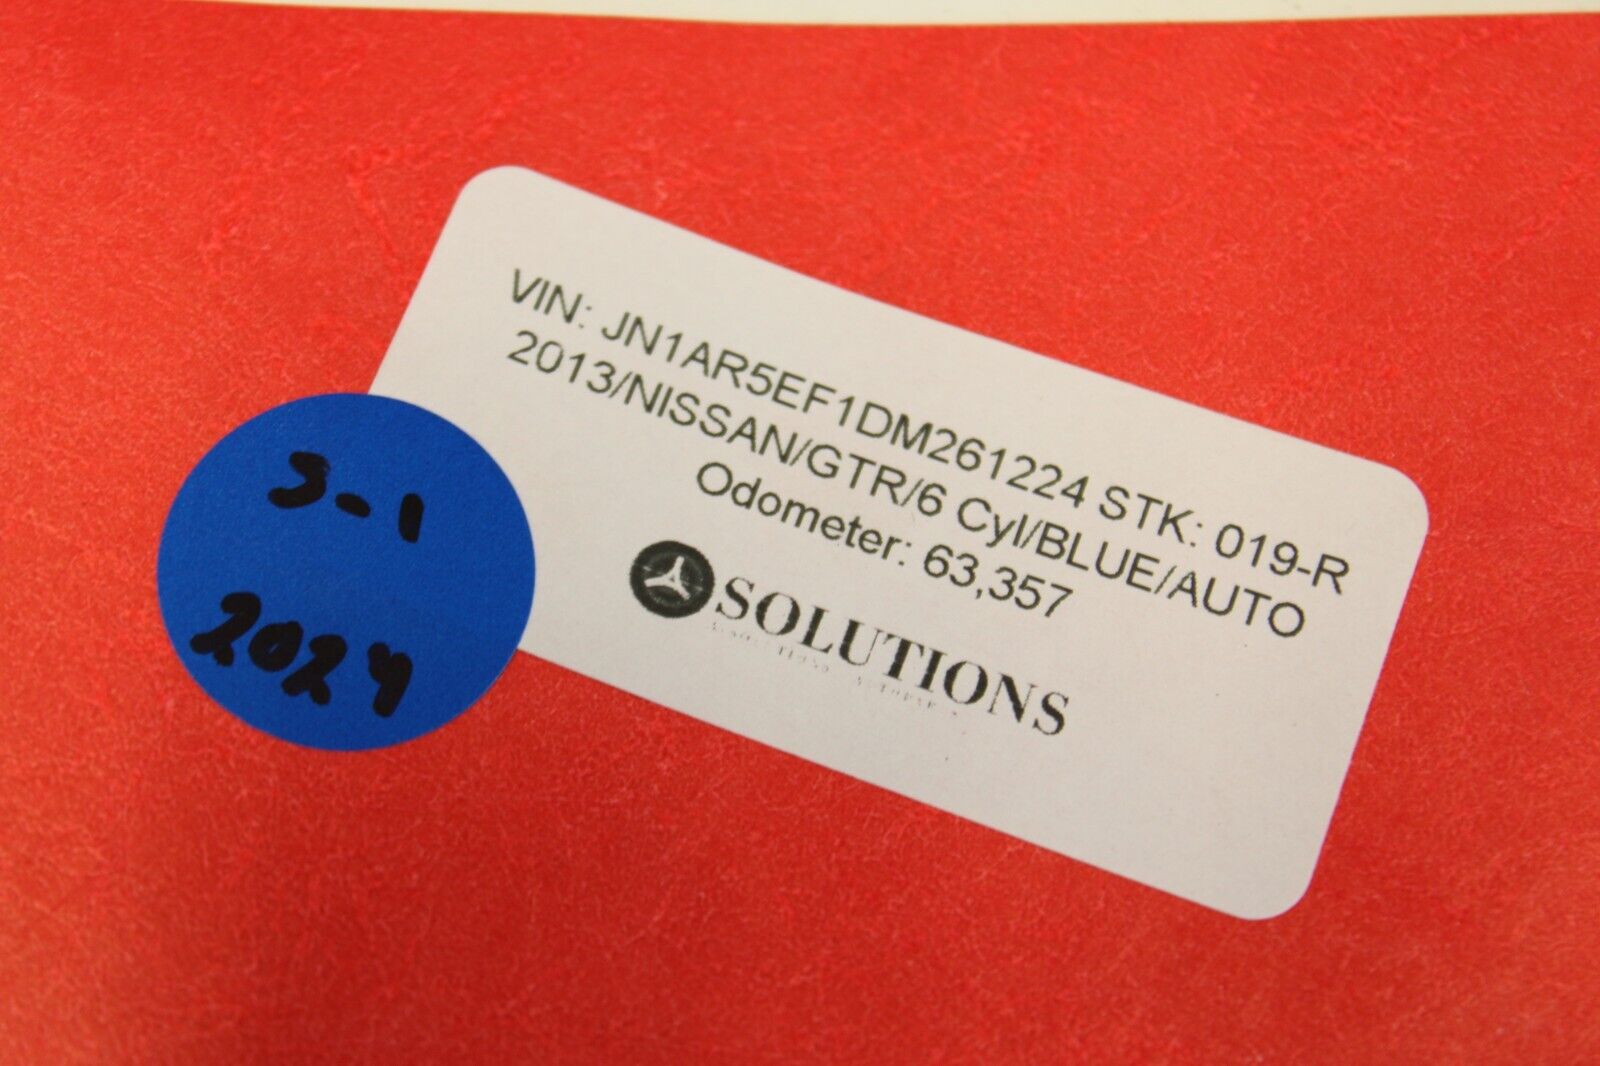 VIN: JN1AR5EF1DM261224 STK: 019-R
2013/NISSAN/GTR/6 Cyl/BLUE/AUTO
Odometer: 63,357
SOLUTIONS
3-1
2024